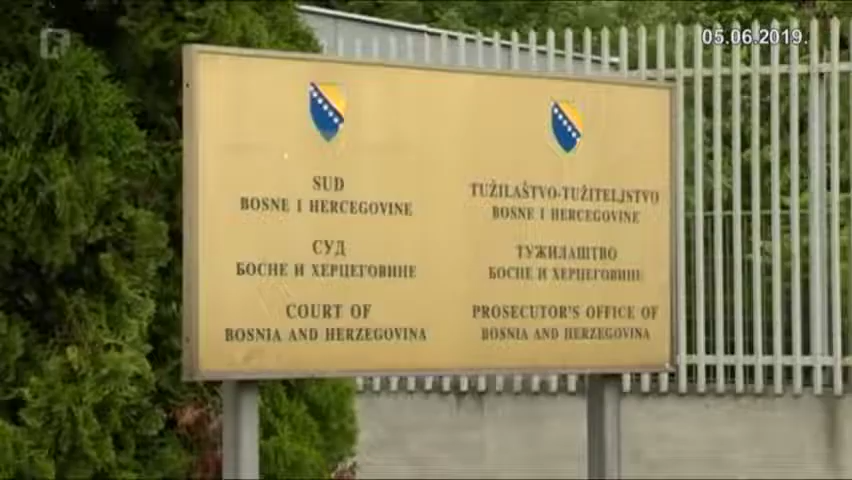 05.06.2019.
SUD
BOSNE I HERCEGOVINE
СУД
БОСНЕ И ХЕРЦЕГОВИНЕ
COURT OF
BOSNIA AND HERZEGOVINA
TUŽILAŠTVO-TUŽITELJSTVO
BOSNE I HERCEGOVINE
ТУЖИЛАШТВО
БОСНЕ И ХЕРЦЕГОВИНЕ
PROSECUTOR'S OFFICE OF
BOSNIA AND HERZEGOVINA